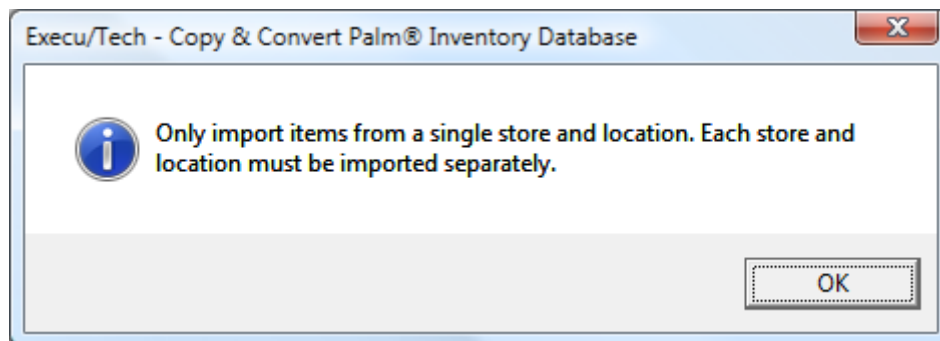 Execu/Tech - Copy & Convert Palm® Inventory Database
Only import items from a single store and location. Each store and
location must be imported separately.
OK